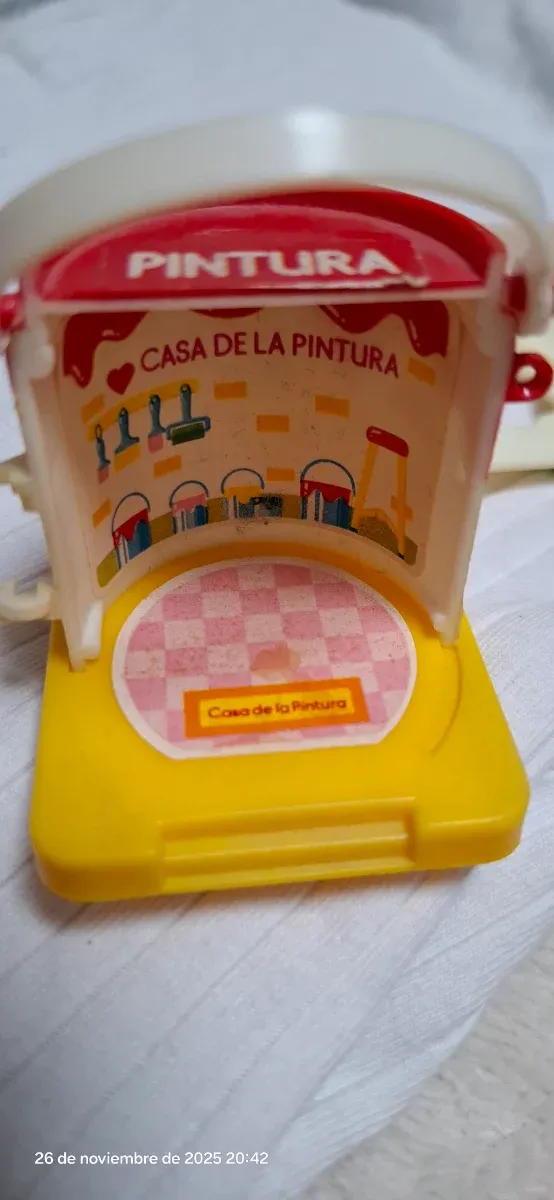 PINTURA
CASA DE LA PINTURA
Casa de la Pintura
26 de noviembre de 2025 20:42